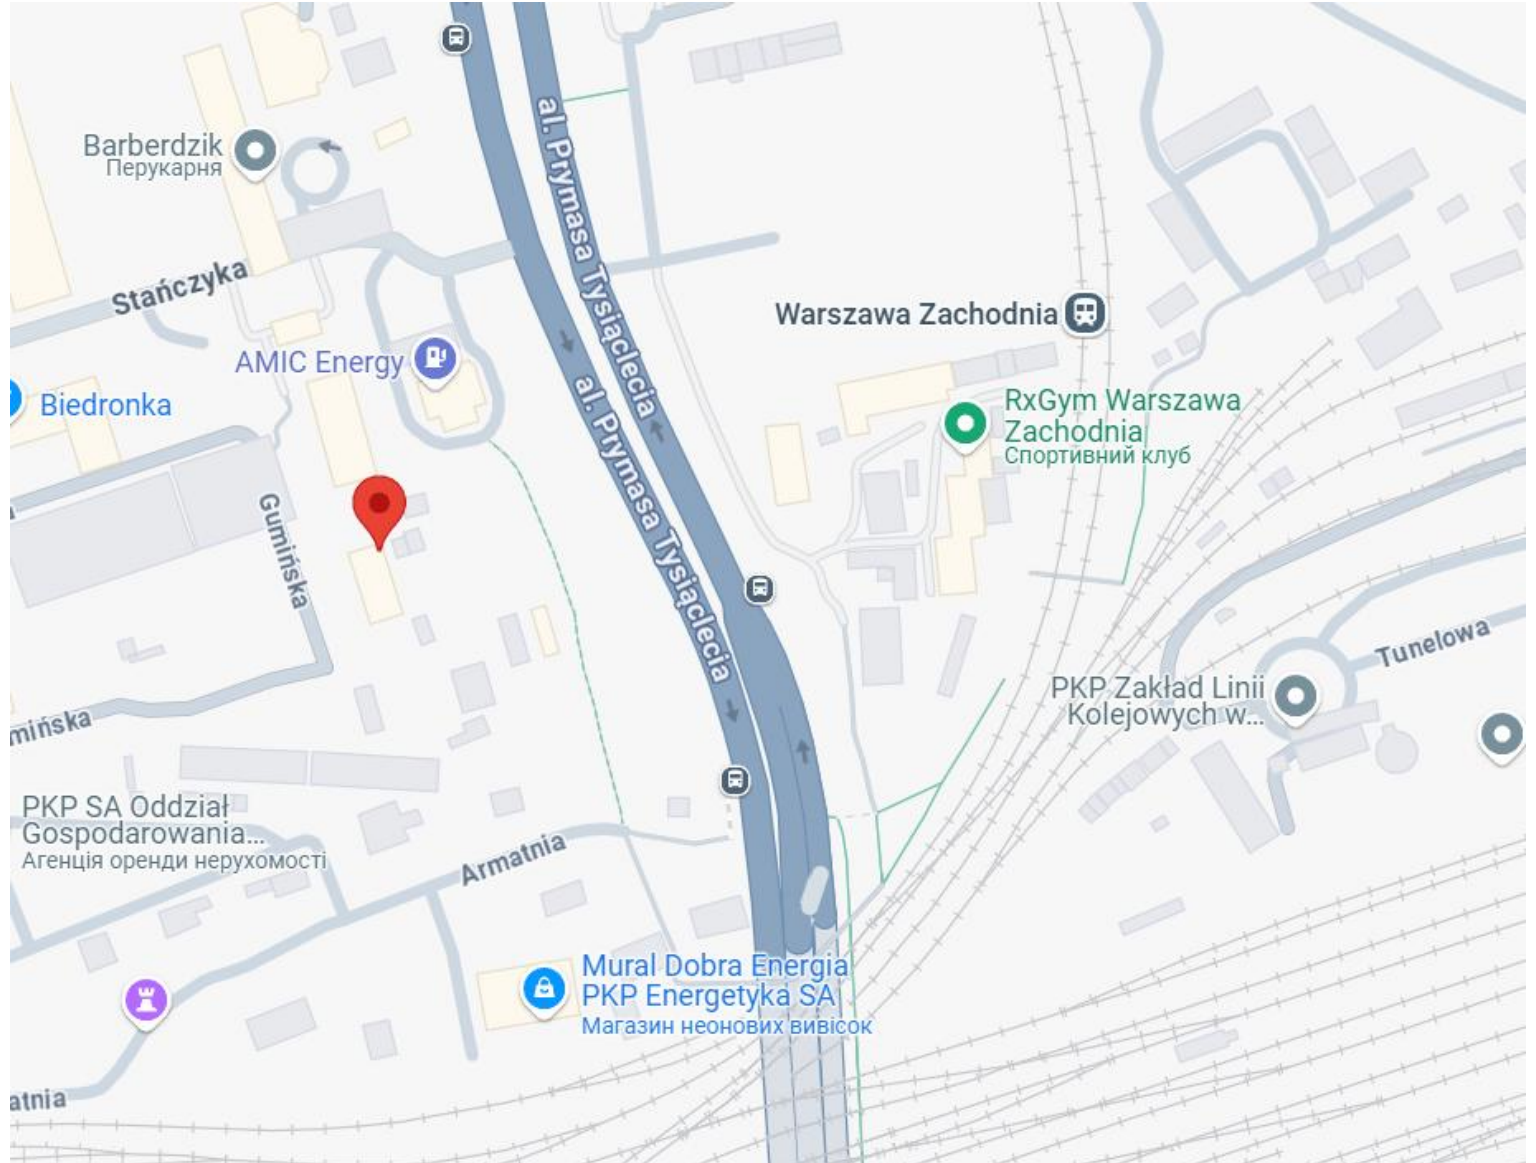 al. Prymasa Tysiąclecia
Barberdzik
Перукарня
Stańczyka
Warszawa Zachodnia
AMIC Energy
Biedronka
al. Prymasa Tysiąclecia
RxGym Warszawa
Zachodnia
Спортивний клуб
Gumińska
Tunelowa
PKP Zakład Linii
Kolejowych w...
mińska
PKP SA Oddział
Gospodarowania...
Агенція оренди нерухомості
Armatnia
Mural Dobra Energia
PKP Energetyka SA
Магазин неонових вивісок
atnia